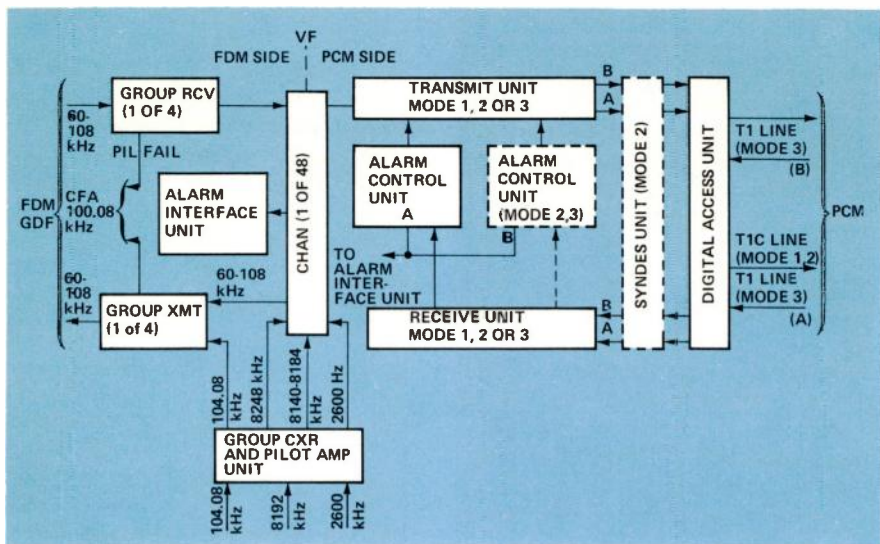 VF
FDM SIDE
PCM SIDE
GROUP RCV
(1 OF 4)
60-
108
kHz
PIL FAIL
CFA
100.08
kHz
FDM
GDF
ALARM
INTERFACE
UNIT
60-108
kHz
60-
108
kHz
GROUP XMT
(1 of 4)
CHAN (1 OF 48)
TRANSMIT UNIT
MODE 1, 2 OR 3
B
A
ALARM
CONTROL
UNIT
A
ALARM
CONTROL
UNIT
(MODE 2,3)
B
TO
ALARM
INTER-
FACE UNIT
RECEIVE UNIT
MODE 1, 2 OR 3
B
A
SYNDES UNIT (MODE 2)
DIGITAL ACCESS UNIT
T1 LINE
(MODE 3)
(B)
T1C LINE
(MODE 1,2)
T1 LINE
(MODE 3)
(A)
PCM
104.08
kHz
8248 kHz
8140-8184
kHz
2600 Hz
GROUP CXR
AND PILOT AMP
UNIT
104.08
kHz
8192
kHz
2600
kHz